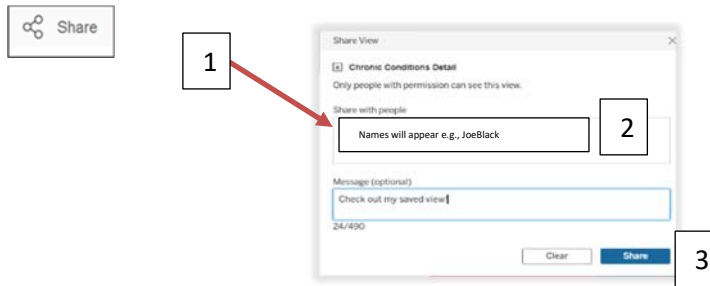 Share
1
Share View
Chronic Conditions Detail
Only people with permission can see this view.
Share with people
Names will appear e.g., JoeBlack
2
Message (optional)
Check out my saved view!
24/490
Clear
Share
3